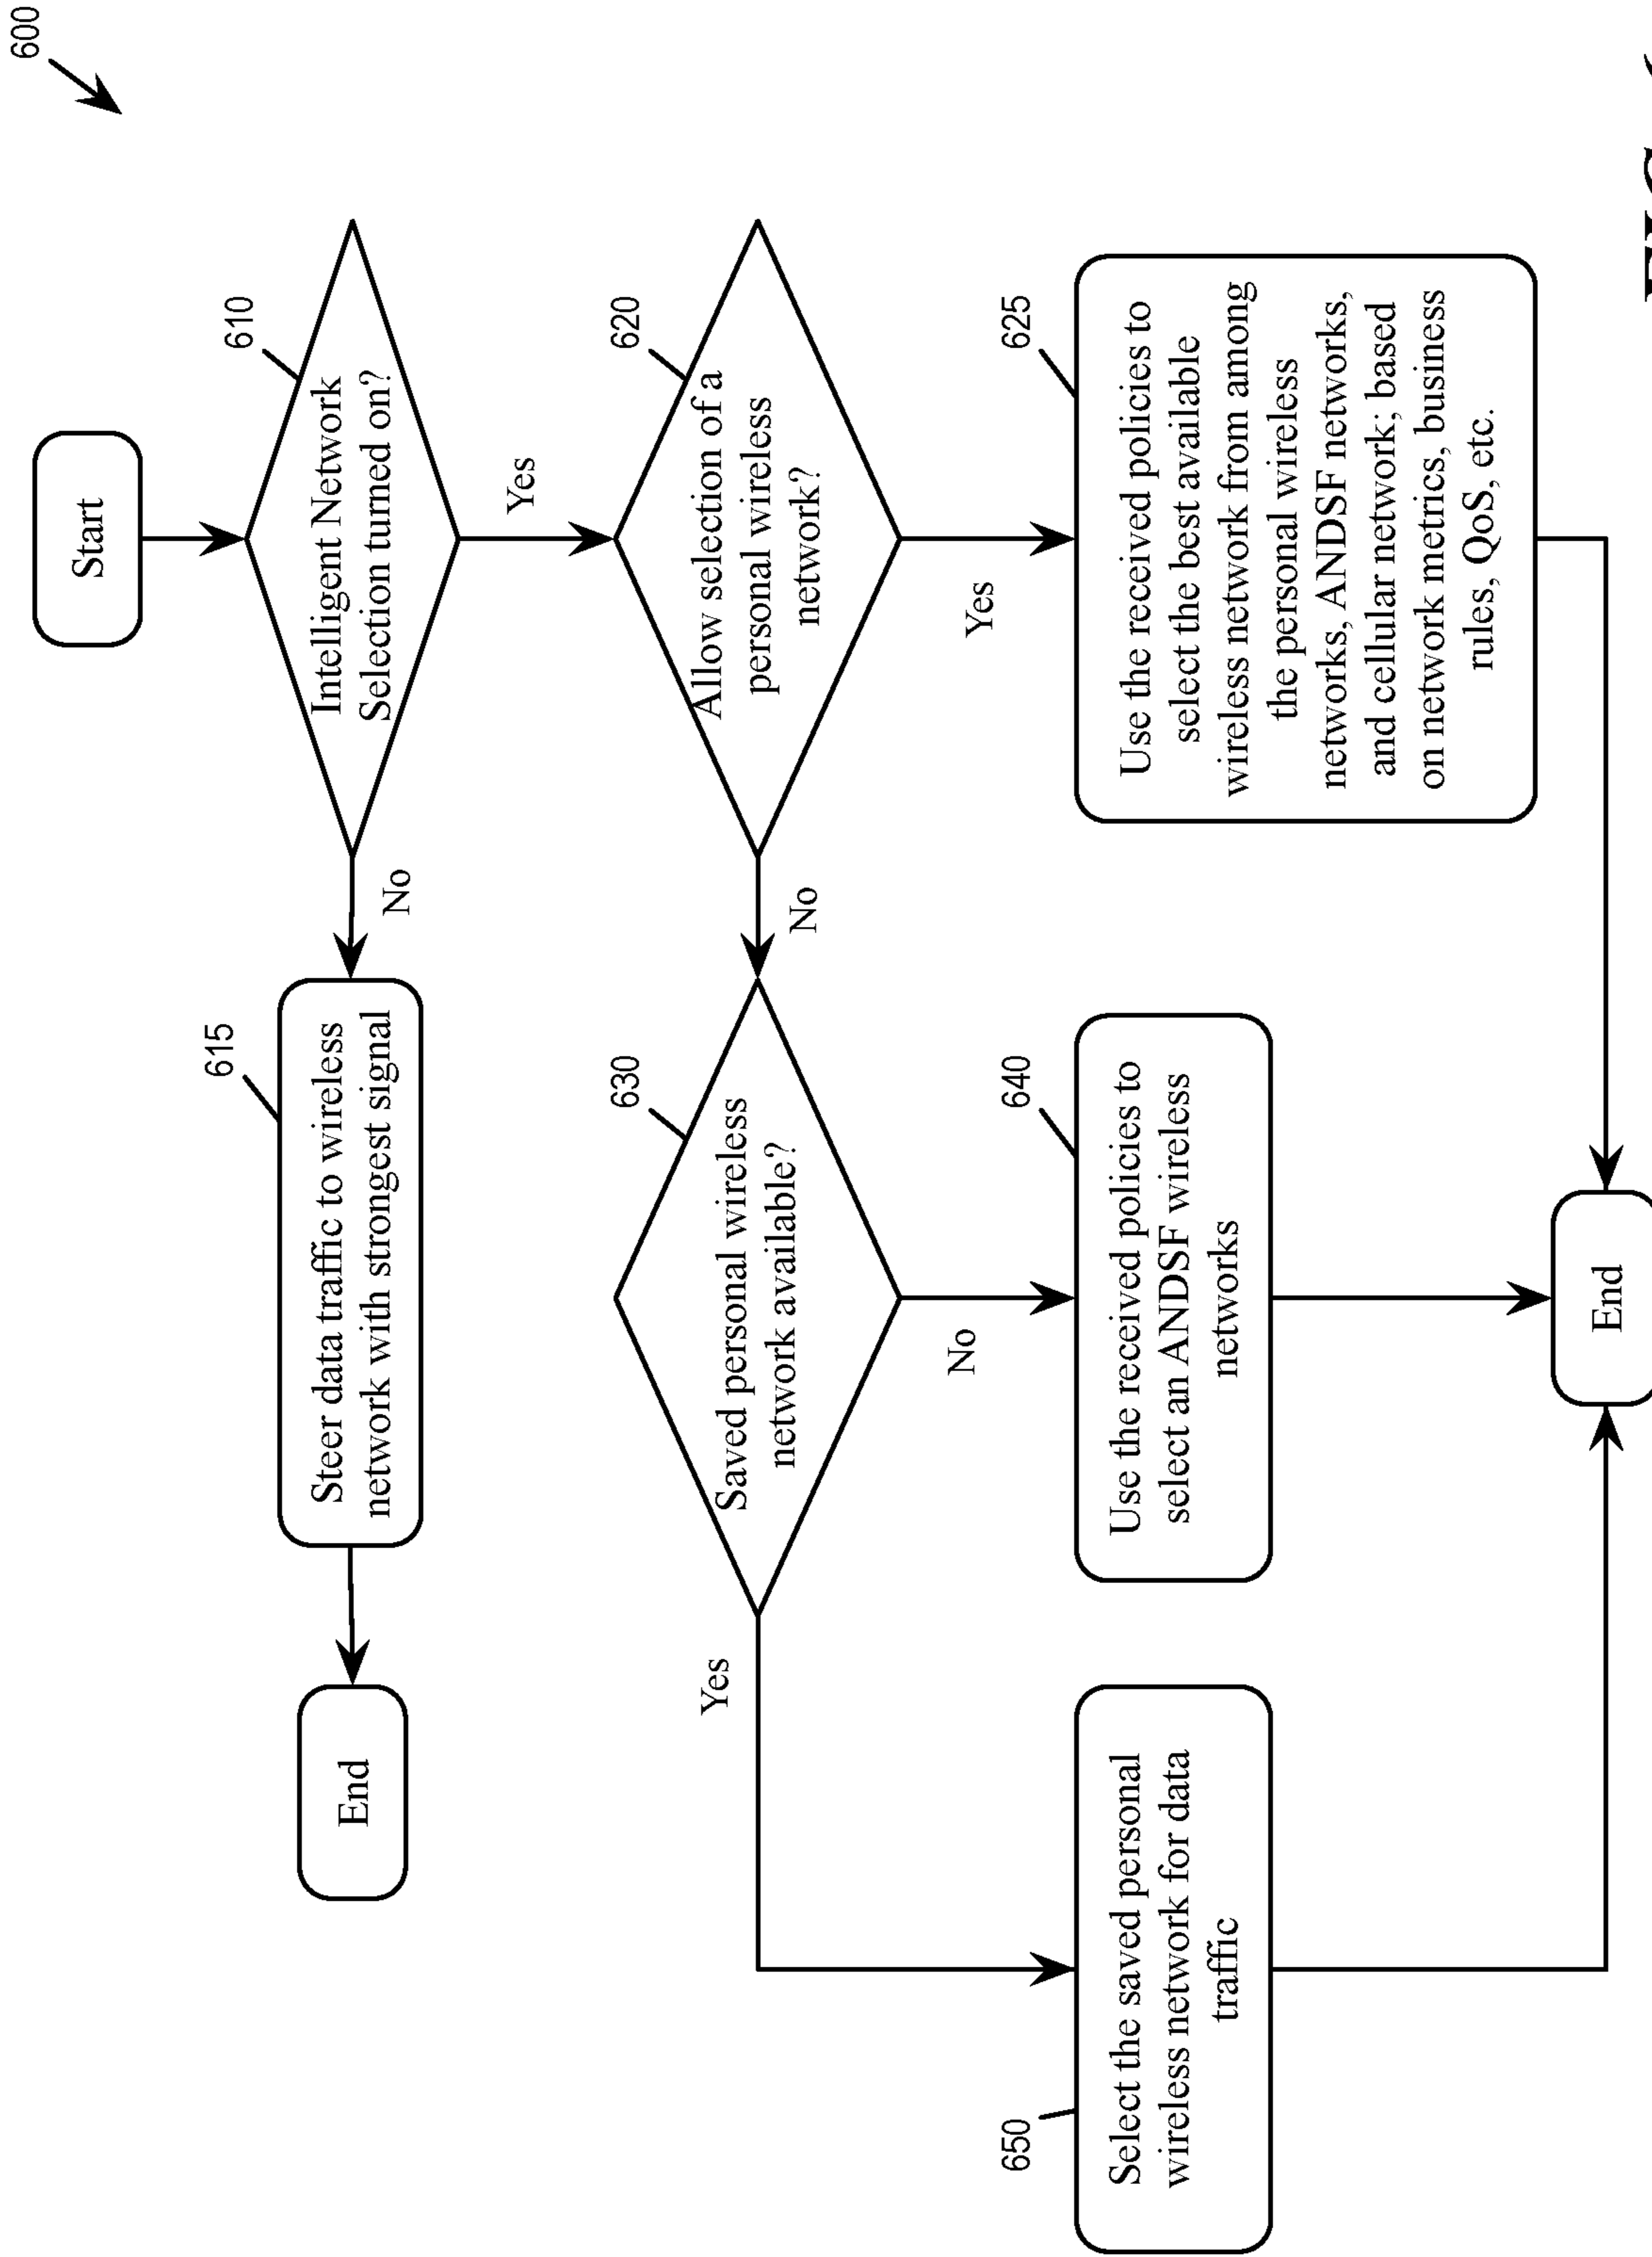 600
Start
610
Intelligent Network
Selection turned on?
No
Yes
615
Steer data traffic to wireless
network with strongest signal
End
620
Allow selection of a
personal wireless
network?
No
Yes
630
Saved personal wireless
network available?
Yes
No
650
Select the saved personal
wireless network for data
traffic
640
Use the received policies to
select an ANDSF wireless
networks
625
Use the received policies to
select the best available
wireless network from among
the personal wireless
networks, ANDSF networks,
and cellular network; based
on network metrics, business
rules, QoS, etc.
End